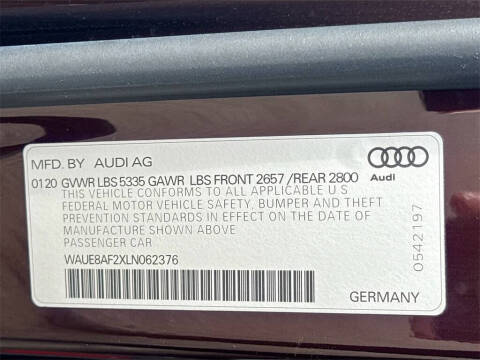 MFD. BY AUDI AG
Audi
0120 GVWR LBS 5335 GAWR LBS FRONT 2657 /REAR 2800
THIS VEHICLE CONFORMS TO ALL APPLICABLE U S
FEDERAL MOTOR VEHICLE SAFETY, BUMPER AND THEFT
PREVENTION STANDARDS IN EFFECT ON THE DATE OF
MANUFACTURE SHOWN ABOVE
PASSENGER CAR
WAUE8AF2XLN062376
GERMANY
0542197